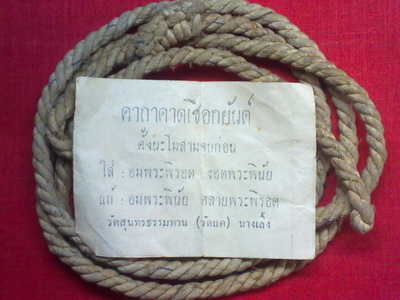 คาถาคาดเชือกยันต์
ตั้งนะโมสามจบก่อน
ใส่ : อมพระพิรอด ขอดพระพินัย
แก้ : อมพระพินัย คลายพระพิรอด
วัดสุนทรธรรมทาน (วัดแค) นางเลิ้ง